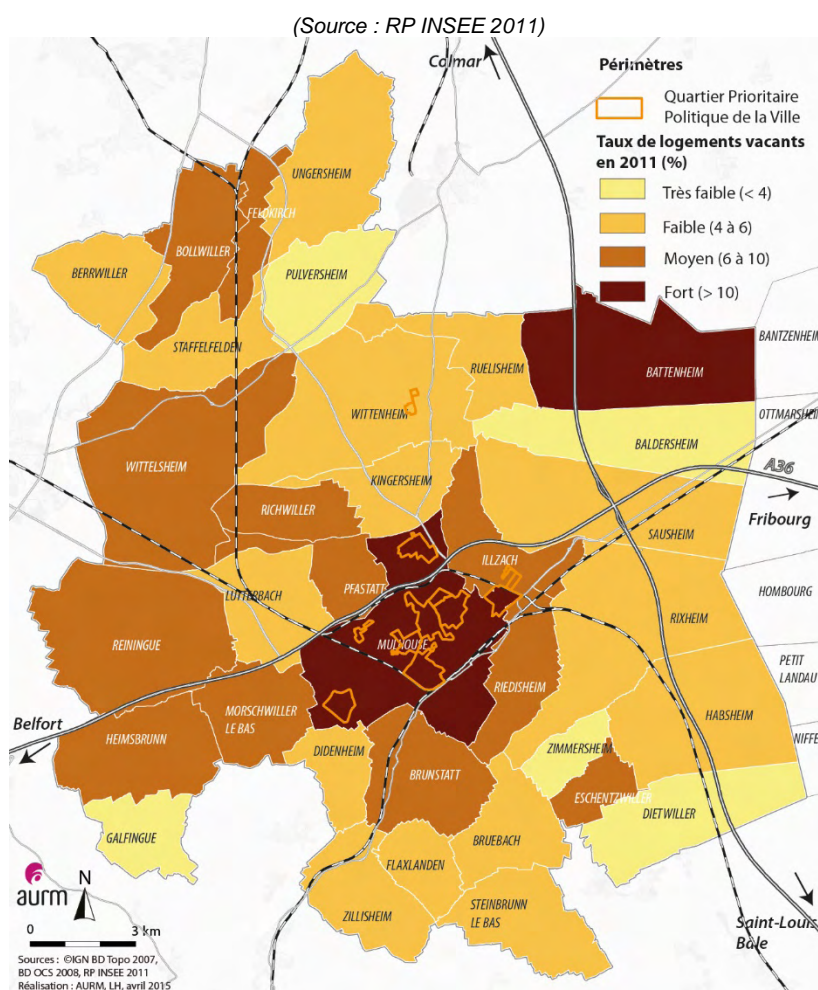 (Source : RP INSEE 2011)
Colmar
Périmètres
Quartier Prioritaire
Politique de la Ville
Taux de logements vacants
en 2011 (%)
Très faible (< 4)
Faible (4 à 6)
Moyen (6 à 10)
Fort (> 10)
UNGERSHEIM
FELDKIRCH
BOLLWILLER
BERRWILLER
PULVERSHEIM
STAFFELFELDEN
RUELISHEIM
BATTENHEIM
BANTZENHEIM
WITTENHEIM
OTTMARSHEIM
BALDERSHEIM
WITTELSHEIM
KINGERSHEIM
A36
RICHWILLER
Fribourg
SAUSHEIM
ILLZACH
PFASTATT
LUTTERBACH
HOMBOURG
RIXHEIM
REININGUE
MULHOUSE
PETIT
LANDAU
RIEDISHEIM
MORSCHWILLER
LE BAS
HABSHEIM
Belfort
HEIMSBRUNN
NIFFE
DIDENHEIM
ZIMMERSHEIM
BRUNSTATT
ESCHENTZWILLER
DIETWILLER
GALFINGUE
BRUEBACH
FLAXLANDEN
aurm
N
ZILLISHEIM
STEINBRUNN
LE BAS
Saint-Louis
Bâle
0 3 km
Sources : ©IGN BD Topo 2007,
BD OCS 2008, RP INSEE 2011
Réalisation : AURM, LH, avril 2015